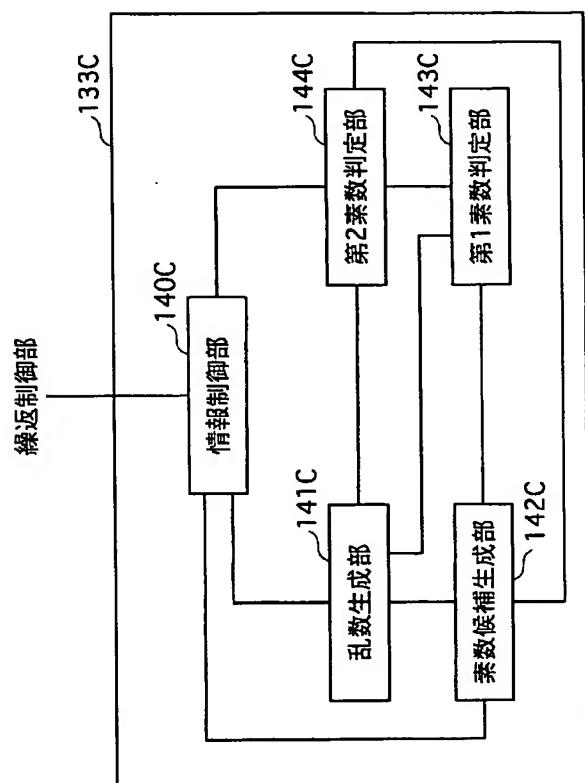 繰返制御部
133C
140C
情報制御部
141C
乱数生成部
144C
第2素数判定部
素数候補生成部
142C
143C
第1素数判定部